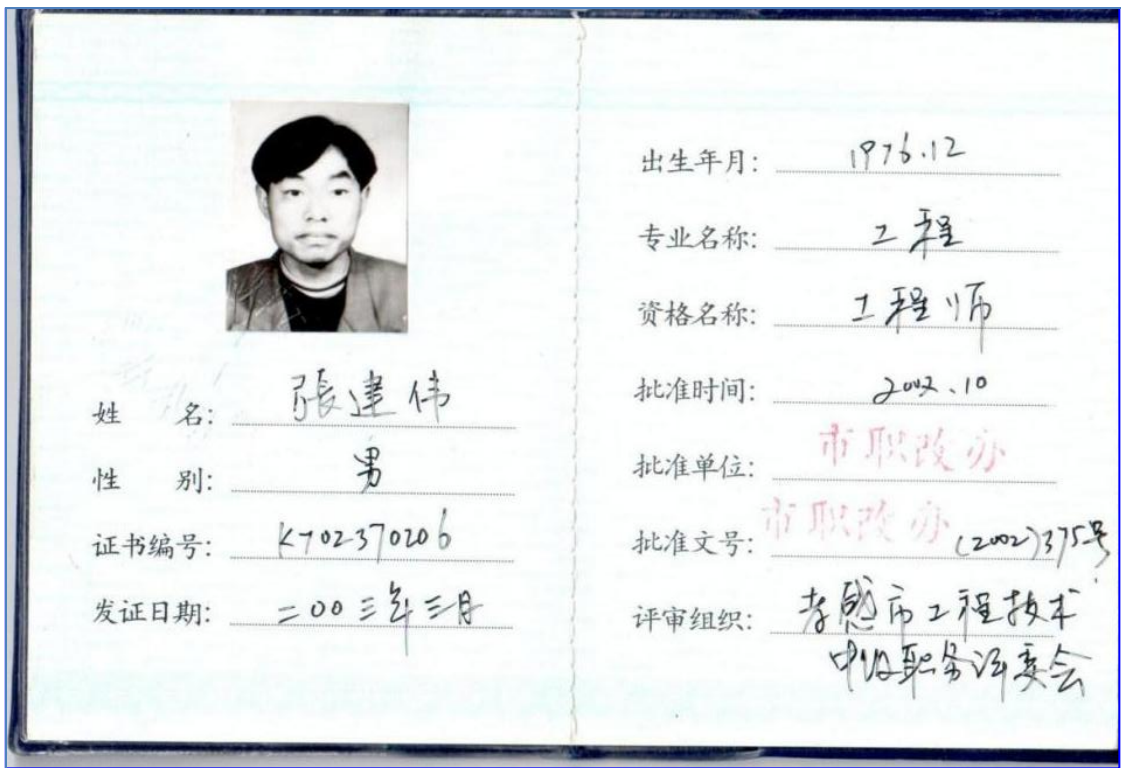 姓 名: 張建伟
性 别: 男
证书编号: K702370206
发证日期: 二00三年三月
出生年月: 1976.12
专业名称: 工程
资格名称: 工程师
批准时间: 2002.10
批准单位: 市职改办
批准文号: 市职改办 (2002)375号
评审组织: 孝感市工程技术
中级职务评委会